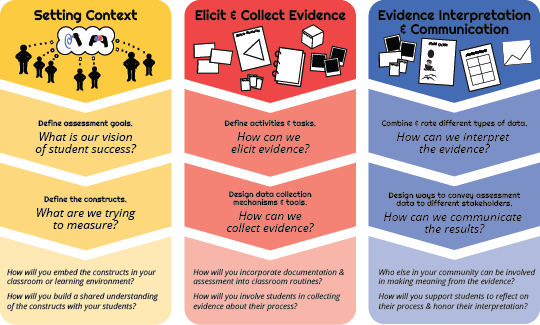 Setting Context
Define assessment goals.
What is our vision
of student success?
Define the constructs.
What are we trying
to measure?
How will you embed the constructs in your
classroom or learning environment?
How will you build a shared understanding
of the constructs with your students?
Elicit & Collect Evidence
Define activities & tasks.
How can we
elicit evidence?
Design data collection
mechanisms & tools.
How can we
collect evidence?
How will you incorporate documentation &
assessment into classroom routines?
How will you involve students in collecting
evidence about their process?
Evidence Interpretation
& Communication
Combine & rate different types of data.
How can we interpret
the evidence?
Design ways to convey assessment
data to different stakeholders.
How can we communicate
the results?
Who else in your community can be involved
in making meaning from the evidence?
How will you support students to reflect on
their process & honor their interpretation?